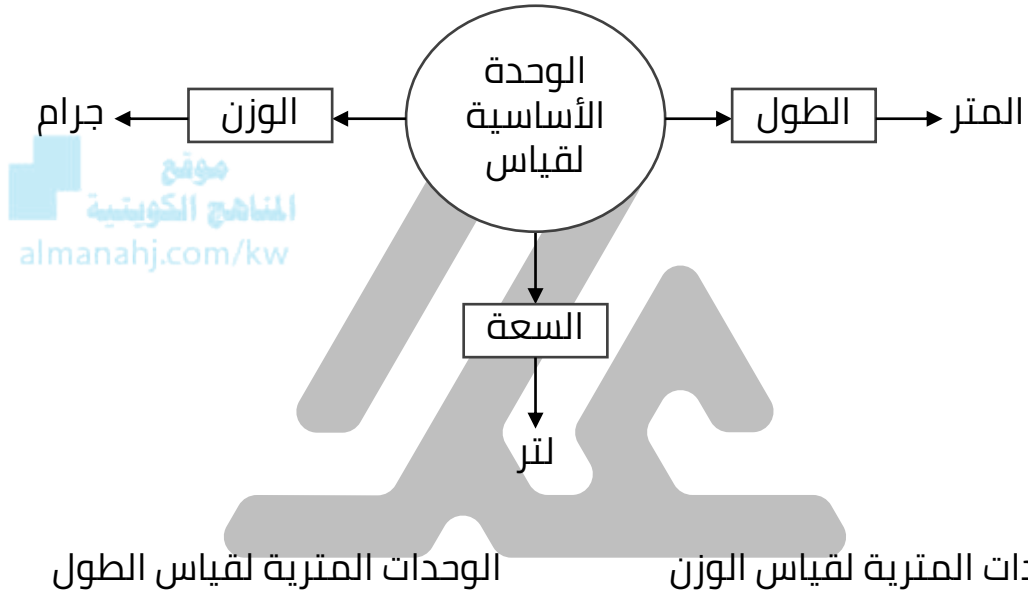 الوحدة
الأساسية
لقياس
المتر
الطول
الوزن
جرام
موقع
المناهج الكويتية
almanahj.com/kw
السعة
لتر
المترية لقياس الوزن
الوحدات المترية لقياس الطول